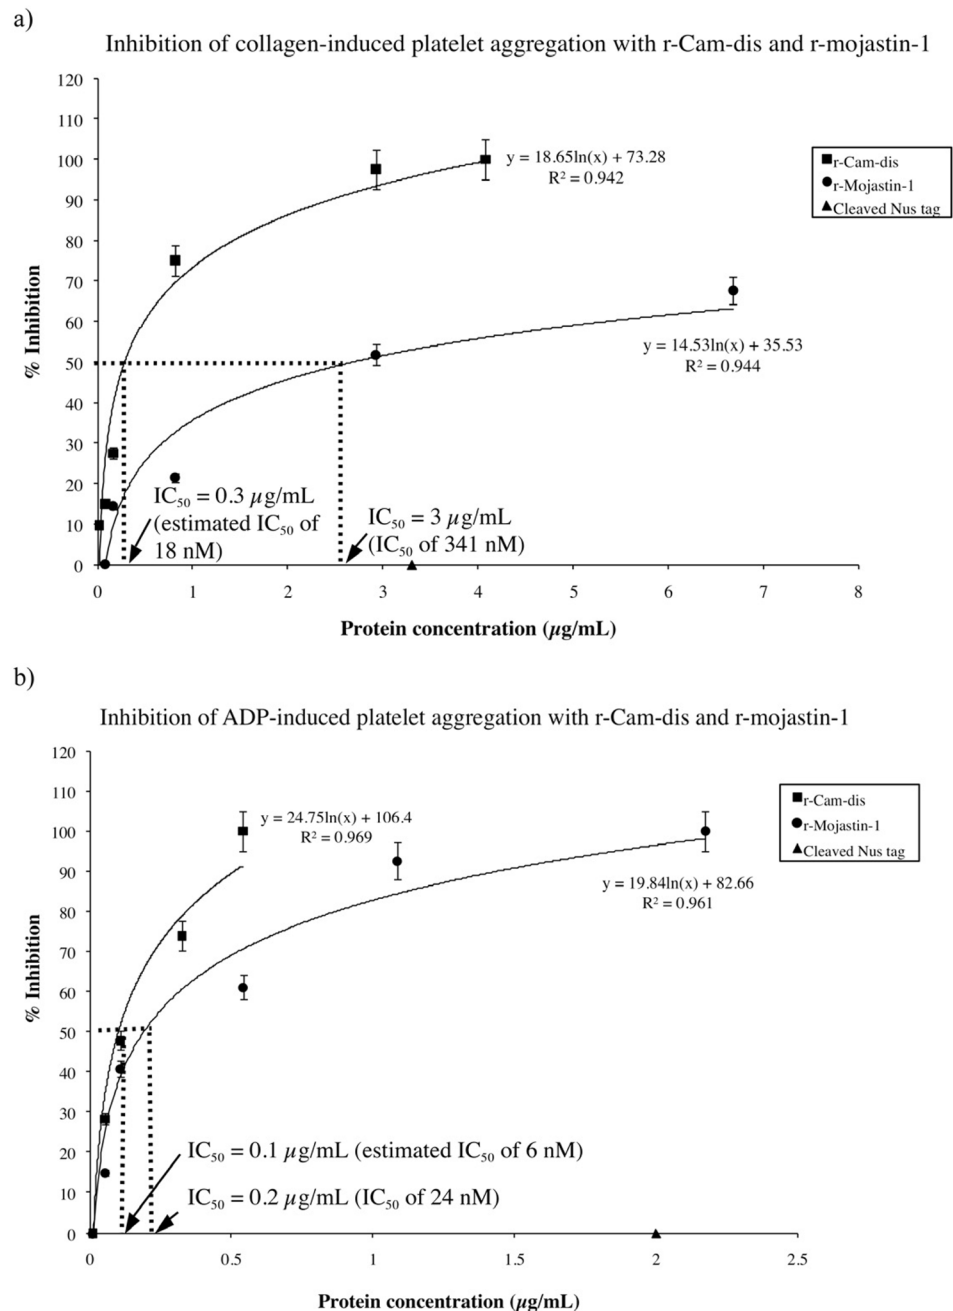 a)
Inhibition of collagen-induced platelet aggregation with r-Cam-dis and r-mojastin-1
120
110
100
90
80
70
60
50
40
30
20
10
0
% Inhibition
y = 18.65ln(x) + 73.28
R² = 0.942
r-Cam-dis
r-Mojastin-1
Cleaved Nus tag
y = 14.53ln(x) + 35.53
R² = 0.944
IC₅₀ = 0.3 µg/mL
(estimated IC₅₀ of
18 nM)
IC₅₀ = 3 µg/mL
(IC₅₀ of 341 nM)
0 1 2 3 4 5 6 7 8
Protein concentration (µg/mL)
b)
Inhibition of ADP-induced platelet aggregation with r-Cam-dis and r-mojastin-1
120
110
100
90
80
70
60
50
40
30
20
10
0
% Inhibition
y = 24.75ln(x) + 106.4
R² = 0.969
r-Cam-dis
r-Mojastin-1
Cleaved Nus tag
y = 19.84ln(x) + 82.66
R² = 0.961
IC₅₀ = 0.1 µg/mL (estimated IC₅₀ of 6 nM)
IC₅₀ = 0.2 µg/mL (IC₅₀ of 24 nM)
0 0.5 1 1.5 2 2.5
Protein concentration (µg/mL)